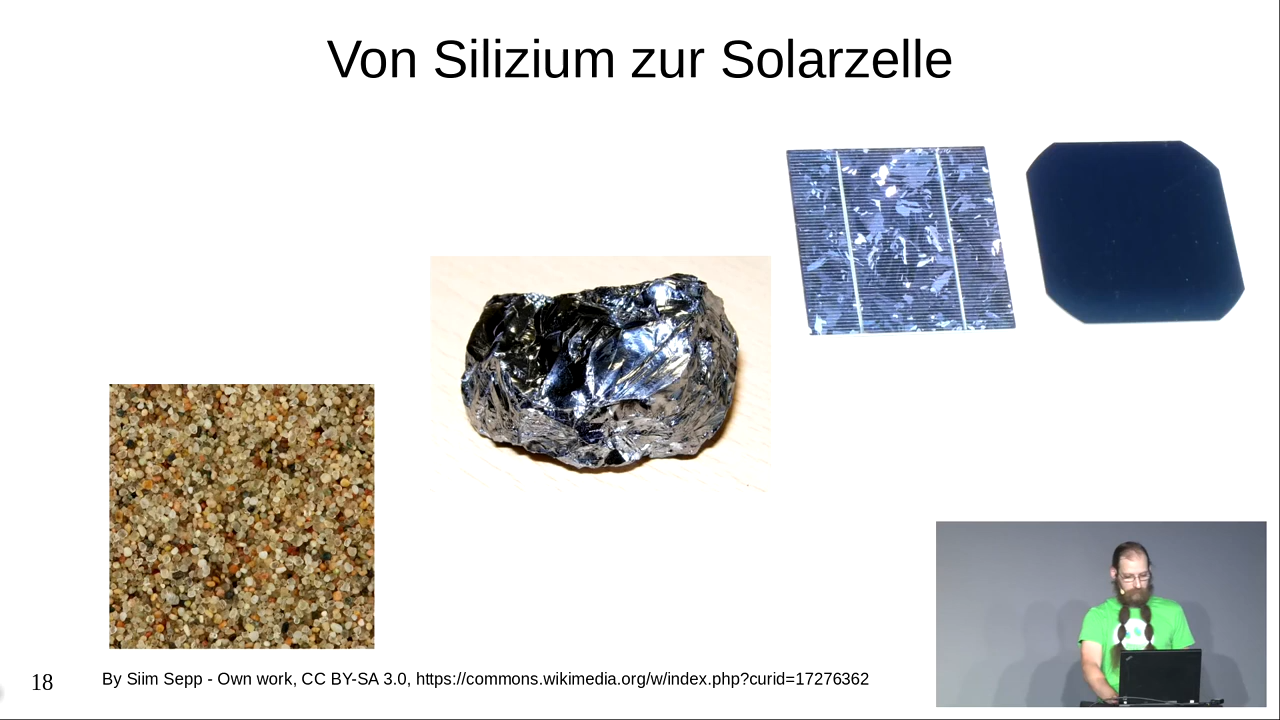 Von Silizium zur Solarzelle
18
By Siim Sepp - Own work, CC BY-SA 3.0, https://commons.wikimedia.org/w/index.php?curid=17276362